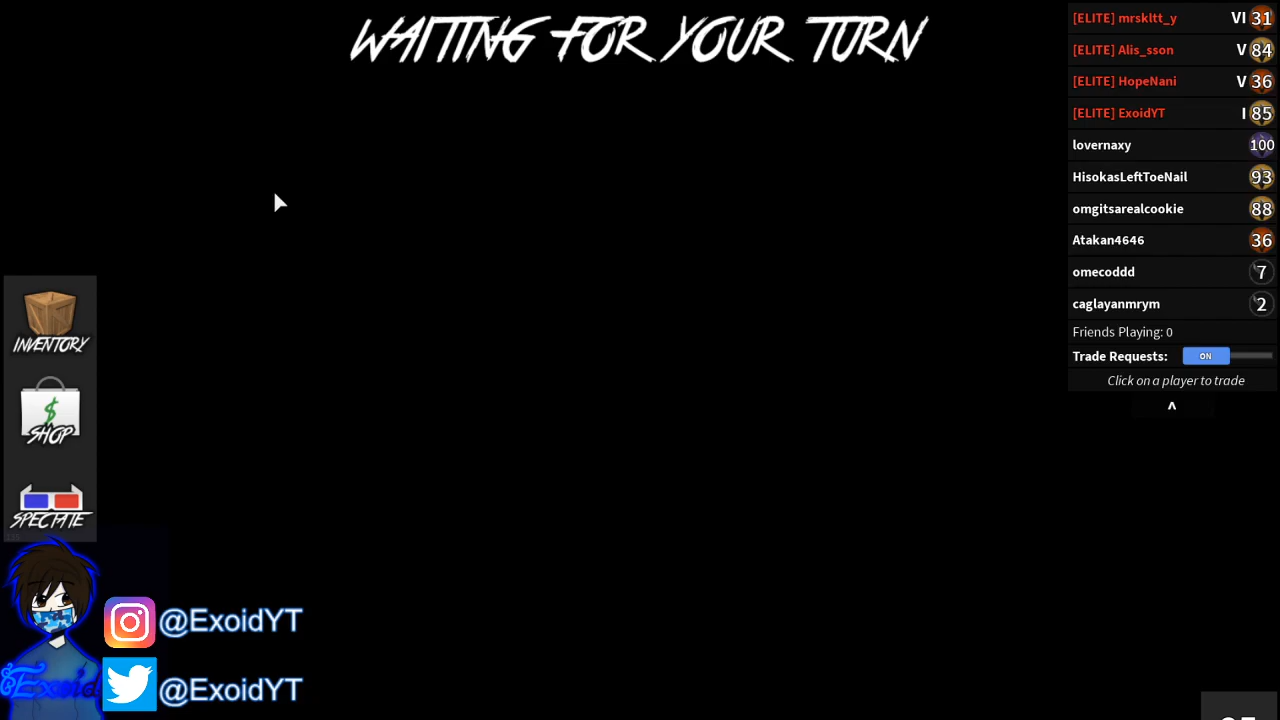 WAITING FOR YOUR TURN
[ELITE] mrskltt_y VI 31
[ELITE] Alis_sson V 84
[ELITE] HopeNani V 36
[ELITE] ExoidYT I 85
lovernaxy 100
HisokasLeftToeNail 93
omgitsarealcookie 88
Atakan4646 36
omecoddd 7
caglayanmrym 2
Friends Playing: 0
Trade Requests: ON
Click on a player to trade
^
INVENTORY
$
SHOP
SPECTATE
Exoid
@ExoidYT
@ExoidYT